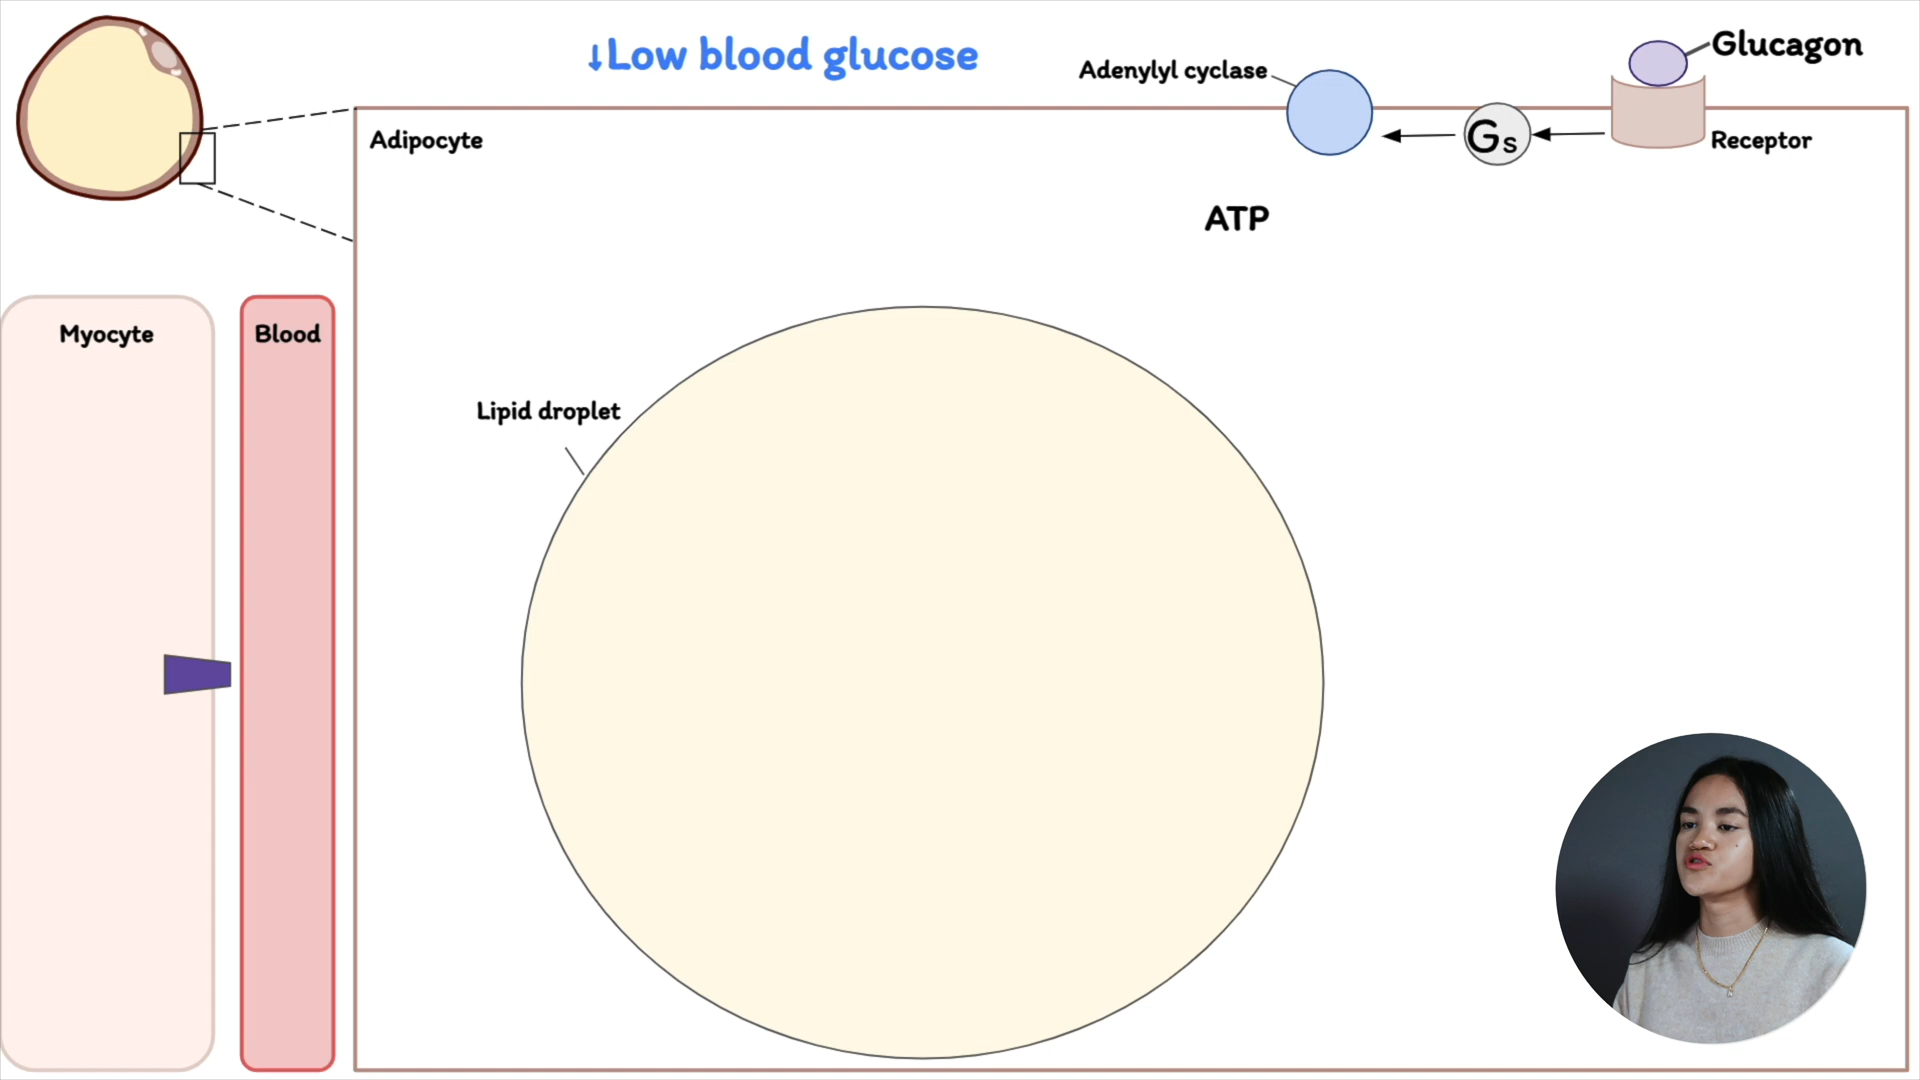 ↓Low blood glucose
Glucagon
Adenylyl cyclase
Gs
Receptor
Adipocyte
ATP
Myocyte
Blood
Lipid droplet